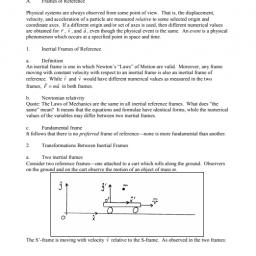 A. Frames of Reference
Physical systems are always observed from some point of view. That is, the displacement,
velocity, and acceleration of a particle are measured relative to some selected origin and
coordinate axes. If a different origin and/or set of axes is used, then different numerical values
are obtained for r⃗, v⃗, and a⃗, even though the physical event is the same. An event is a physical
phenomenon which occurs at a specified point in space and time.
1. Inertial Frames of Reference
a. Definition
An inertial frame is one in which Newton's "Laws of Motion are valid. Moreover, any frame
moving with constant velocity with respect to an inertial frame is also an inertial frame of
reference. While r⃗ and v⃗ would have different numerical values as measured in the two
frames, F⃗ = ma⃗ in both frames.
b. Newtonian relativity
Quote: The Laws of Mechanics are the same in all inertial reference frames. What does "the
same" mean? It means that the equations and formulae have identical forms, while the numerical
values of the variables may differ between two inertial frames.
c. Fundamental frame
It follows that there is no preferred frame of reference—none is more fundamental than another.
2. Transformations Between Inertial Frames
a. Two inertial frames
Consider two reference frames—one attached to a cart which rolls along the ground. Observers
on the ground and on the cart observe the motion of an object of mass m.
The S'-frame is moving with velocity v⃗ relative to the S-frame. As observed in the two frames: